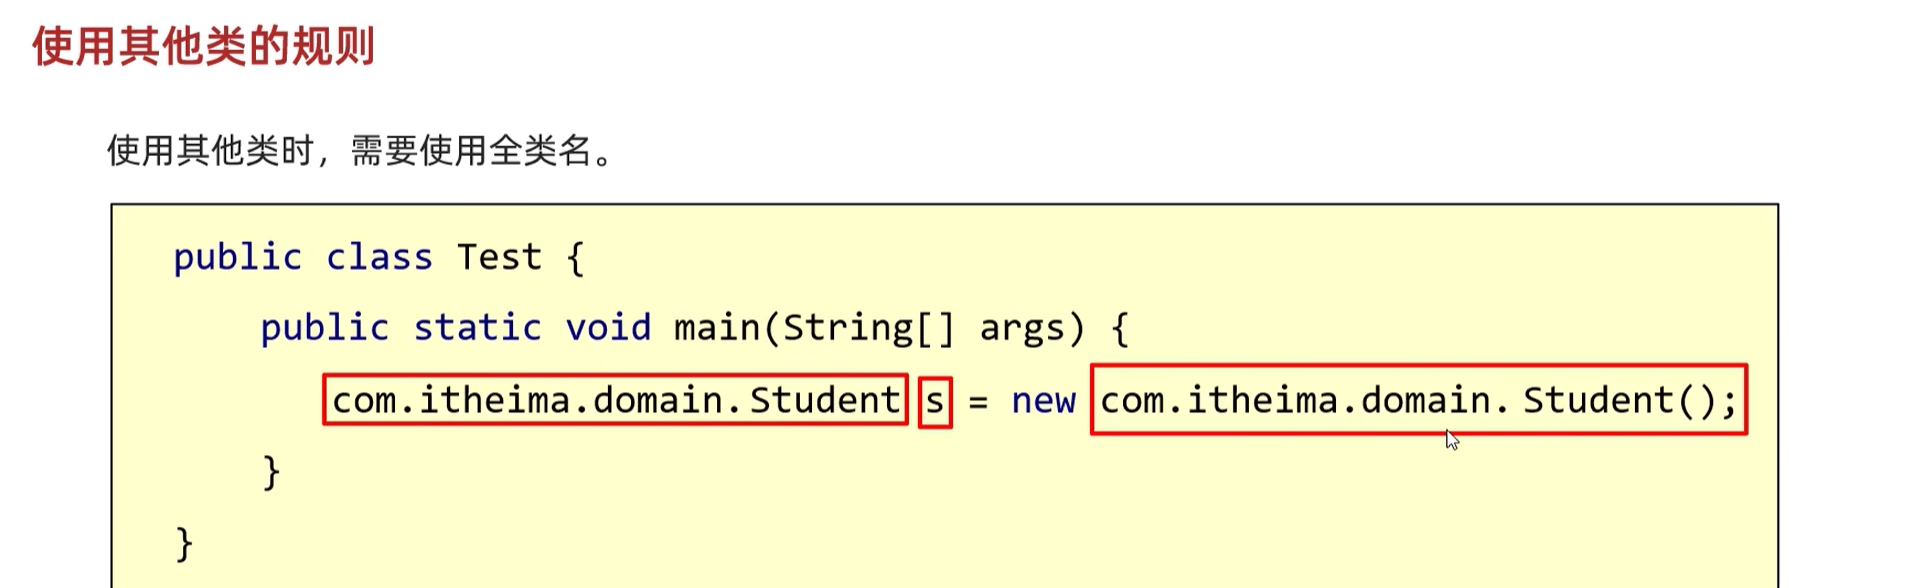 使用其他类的规则
使用其他类时，需要使用全类名。
public class Test {
public static void main(String[] args) {
com.itheima.domain.Student s = new com.itheima.domain.Student();
}
}